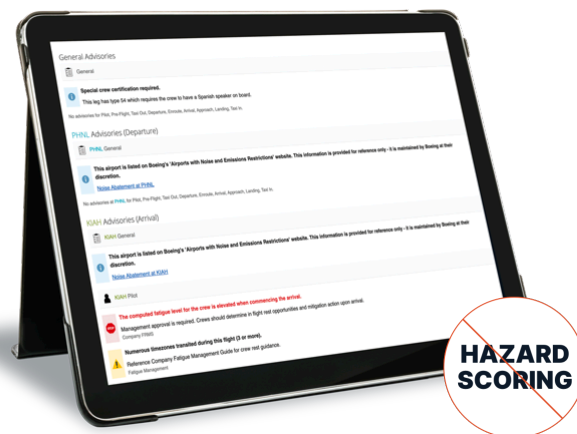 General Advisories
General
Special crew certification required.
This leg has type 04 which requires the crew to have a Spanish speaker on board.
No advisories for Pilot, Pre-Flight, Taxi Out, Departure, Enroute, Arrival, Approach, Landing, Taxi In.
PHNL Advisories (Departure)
PHNL General
This airport is listed on Boeing's 'Airports with Noise and Emissions Restrictions' website. This information is provided for reference only - it is maintained by Boeing at their
discretion.
Noise Abatement at PHNL
No advisories at PHNL for Pilot, Pre-Flight, Taxi Out, Departure, Enroute, Arrival, Approach, Landing, Taxi In.
KIAH Advisories (Arrival)
KIAH General
This airport is listed on Boeing's 'Airports with Noise and Emissions Restrictions' website. This information is provided for reference only - it is maintained by Boeing at their
discretion.
Noise Abatement at KIAH
KIAH Pilot
The computed fatigue level for the crew is elevated when commencing the arrival.
Management approval is required. Crews should determine in flight rest opportunities and mitigation action upon arrival.
Company FRMS
Numerous timezones transited during this flight (3 or more).
Reference Company Fatigue Management Guide for crew rest guidance.
Fatigue Management
HAZARD
SCORING